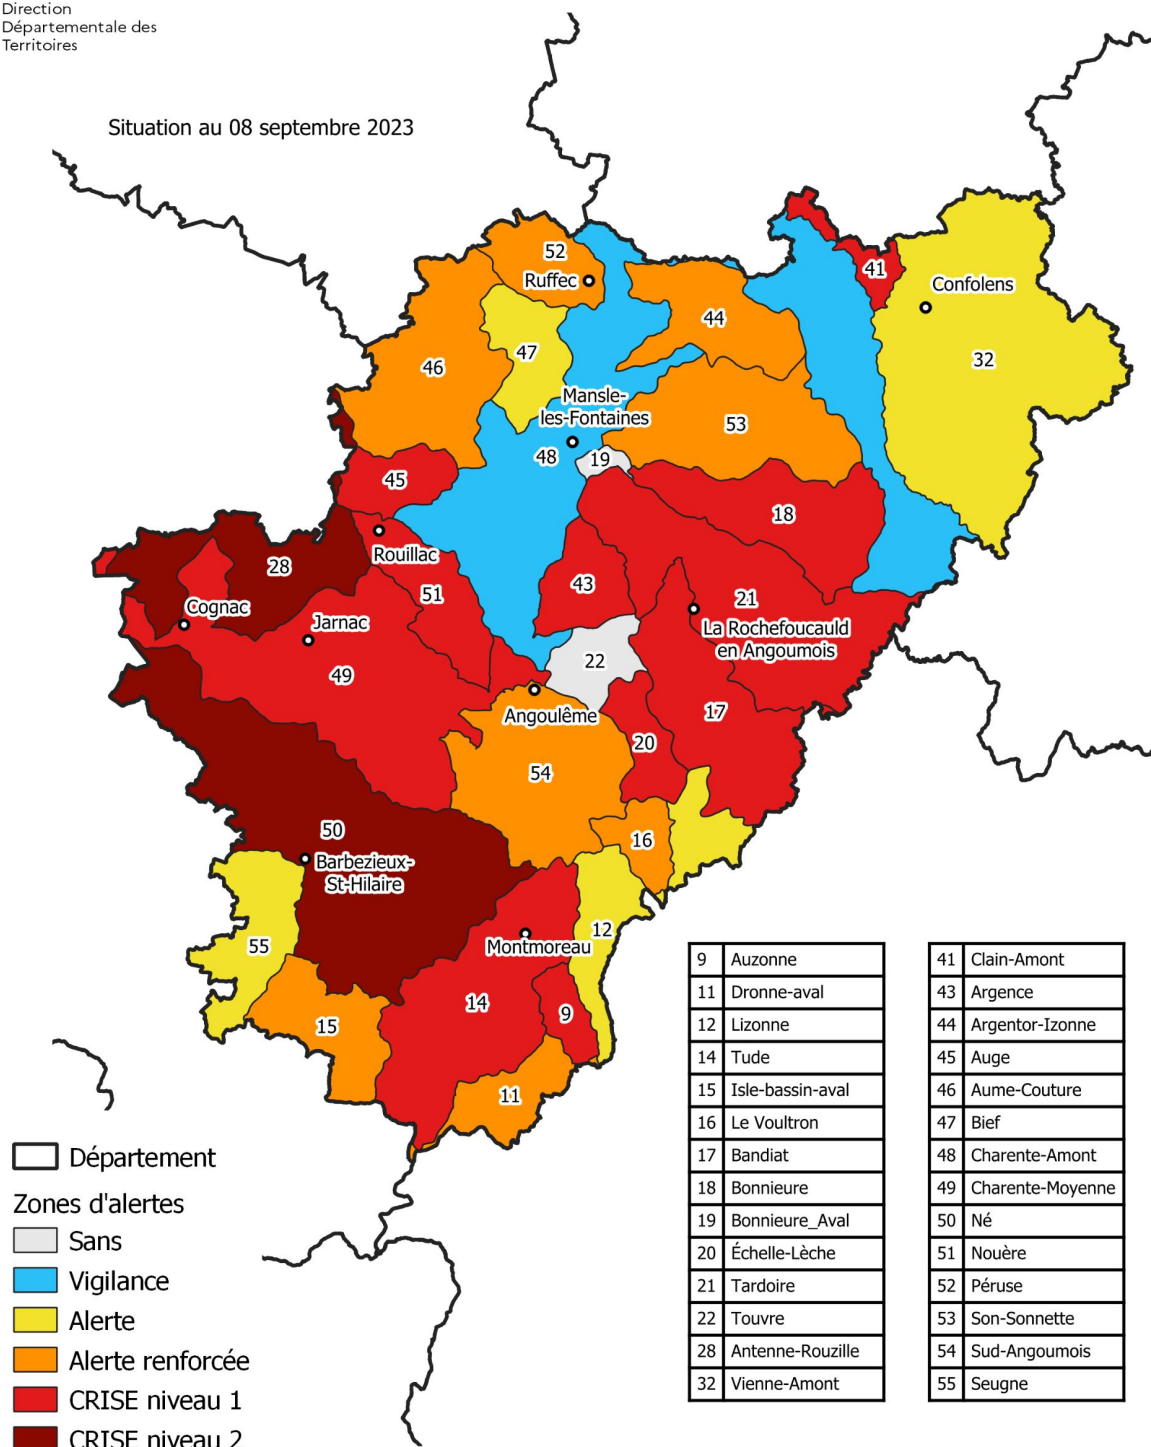 Direction
Départementale des
Territoires
Situation au 08 septembre 2023
52
Ruffec
41
Confolens
44
47
46
32
Mansle-
les-Fontaines
53
48
19
45
18
Rouillac
28
43
51
21
Cognac
Jarnac
La Rochefoucauld
en Angoumois
22
49
17
Angoulême
20
54
50
16
Barbezieux-
St-Hilaire
12
55
Montmoreau
14
9
15
11
9 Auzonne
11 Dronne-aval
12 Lizonne
14 Tude
15 Isle-bassin-aval
16 Le Voultron
17 Bandiat
18 Bonnieure
19 Bonnieure_Aval
20 Échelle-Lèche
21 Tardoire
22 Touvre
28 Antenne-Rouzille
32 Vienne-Amont
41 Clain-Amont
43 Argence
44 Argentor-Izonne
45 Auge
46 Aume-Couture
47 Bief
48 Charente-Amont
49 Charente-Moyenne
50 Né
51 Nouère
52 Péruse
53 Son-Sonnette
54 Sud-Angoumois
55 Seugne
Département
Zones d'alertes
Sans
Vigilance
Alerte
Alerte renforcée
CRISE niveau 1
CRISE niveau 2